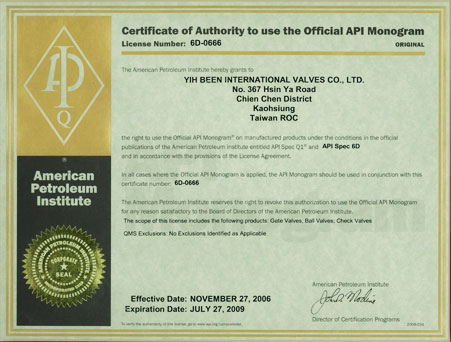 Certificate of Authority to use the Official API Monogram
License Number: 6D-0666
ORIGINAL
The American Petroleum Institute hereby grants to
YIH BEEN INTERNATIONAL VALVES CO., LTD.
No. 367 Hsin Ya Road
Chien Chen District
Kaohsiung
Taiwan ROC
the right to use the Official API Monogram® on manufactured products under the conditions in the official
publications of the American Petroleum Institute entitled API Spec Q1® and API Spec 6D
and in accordance with the provisions of the License Agreement.
In all cases where the Official API Monogram is applied, the API Monogram should be used in conjunction with this
certificate number: 6D-0666
The American Petroleum Institute reserves the right to revoke this authorization to use the Official API Monogram
for any reason satisfactory to the Board of Directors of the American Petroleum Institute.
The scope of this license includes the following products: Gate Valves, Ball Valves, Check Valves
QMS Exclusions: No Exclusions Identified as Applicable
API
Q
American
Petroleum
Institute
AMERICAN PETROLEUM INSTITUTE
CORPORATE
SEAL
American Petroleum Institute
Director of Certification Programs
Effective Date: NOVEMBER 27, 2006
Expiration Date: JULY 27, 2009